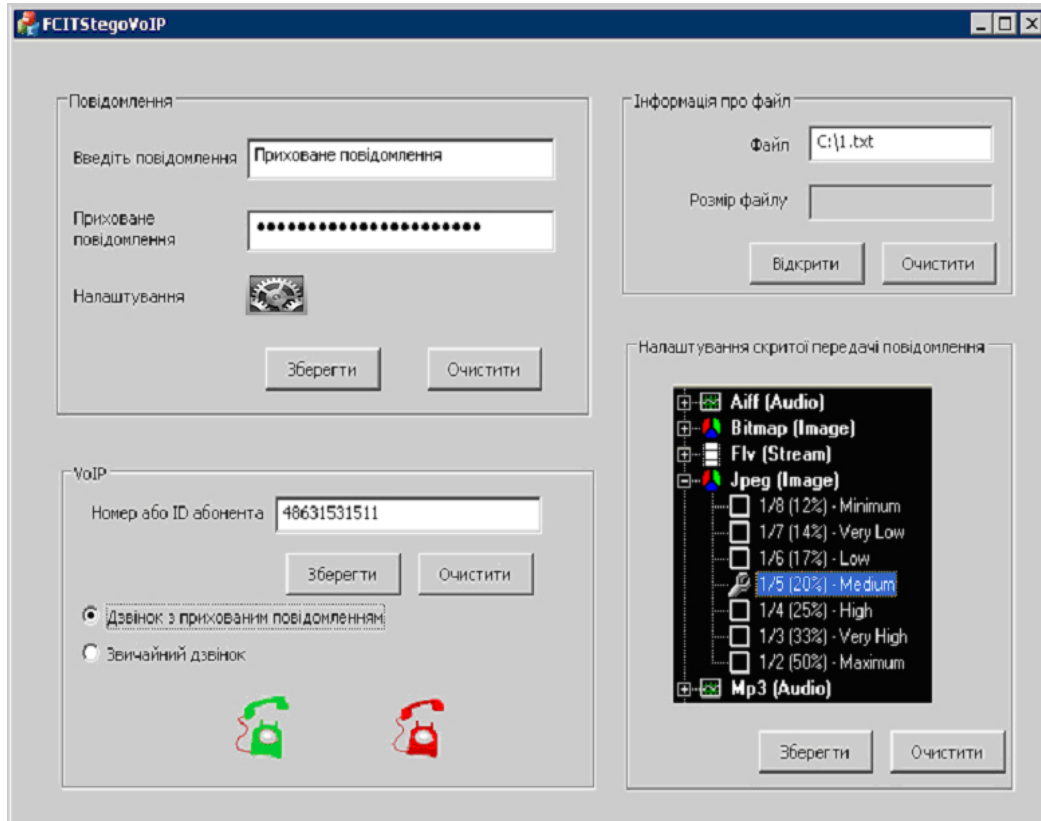 FCITStegoVoIP
Повідомлення
Введіть повідомлення
Приховане повідомлення
Приховане
повідомлення
●●●●●●●●●●●●●●●●●●●●●●
Налаштування
Зберегти
Очистити
VoIP
Номер або ID абонента
48631531511
Зберегти
Очистити
Дзвінок з прихованим повідомленням
Звичайний дзвінок
Інформація про файл
Файл
C:\1.txt
Розмір файлу
Відкрити
Очистити
Налаштування скритої передачі повідомлення
Aiff (Audio)
Bitmap (Image)
Flv (Stream)
Jpeg (Image)
1/8 (12%) - Minimum
1/7 (14%) - Very Low
1/6 (17%) - Low
1/5 (20%) - Medium
1/4 (25%) - High
1/3 (33%) - Very High
1/2 (50%) - Maximum
Mp3 (Audio)
Зберегти
Очистити